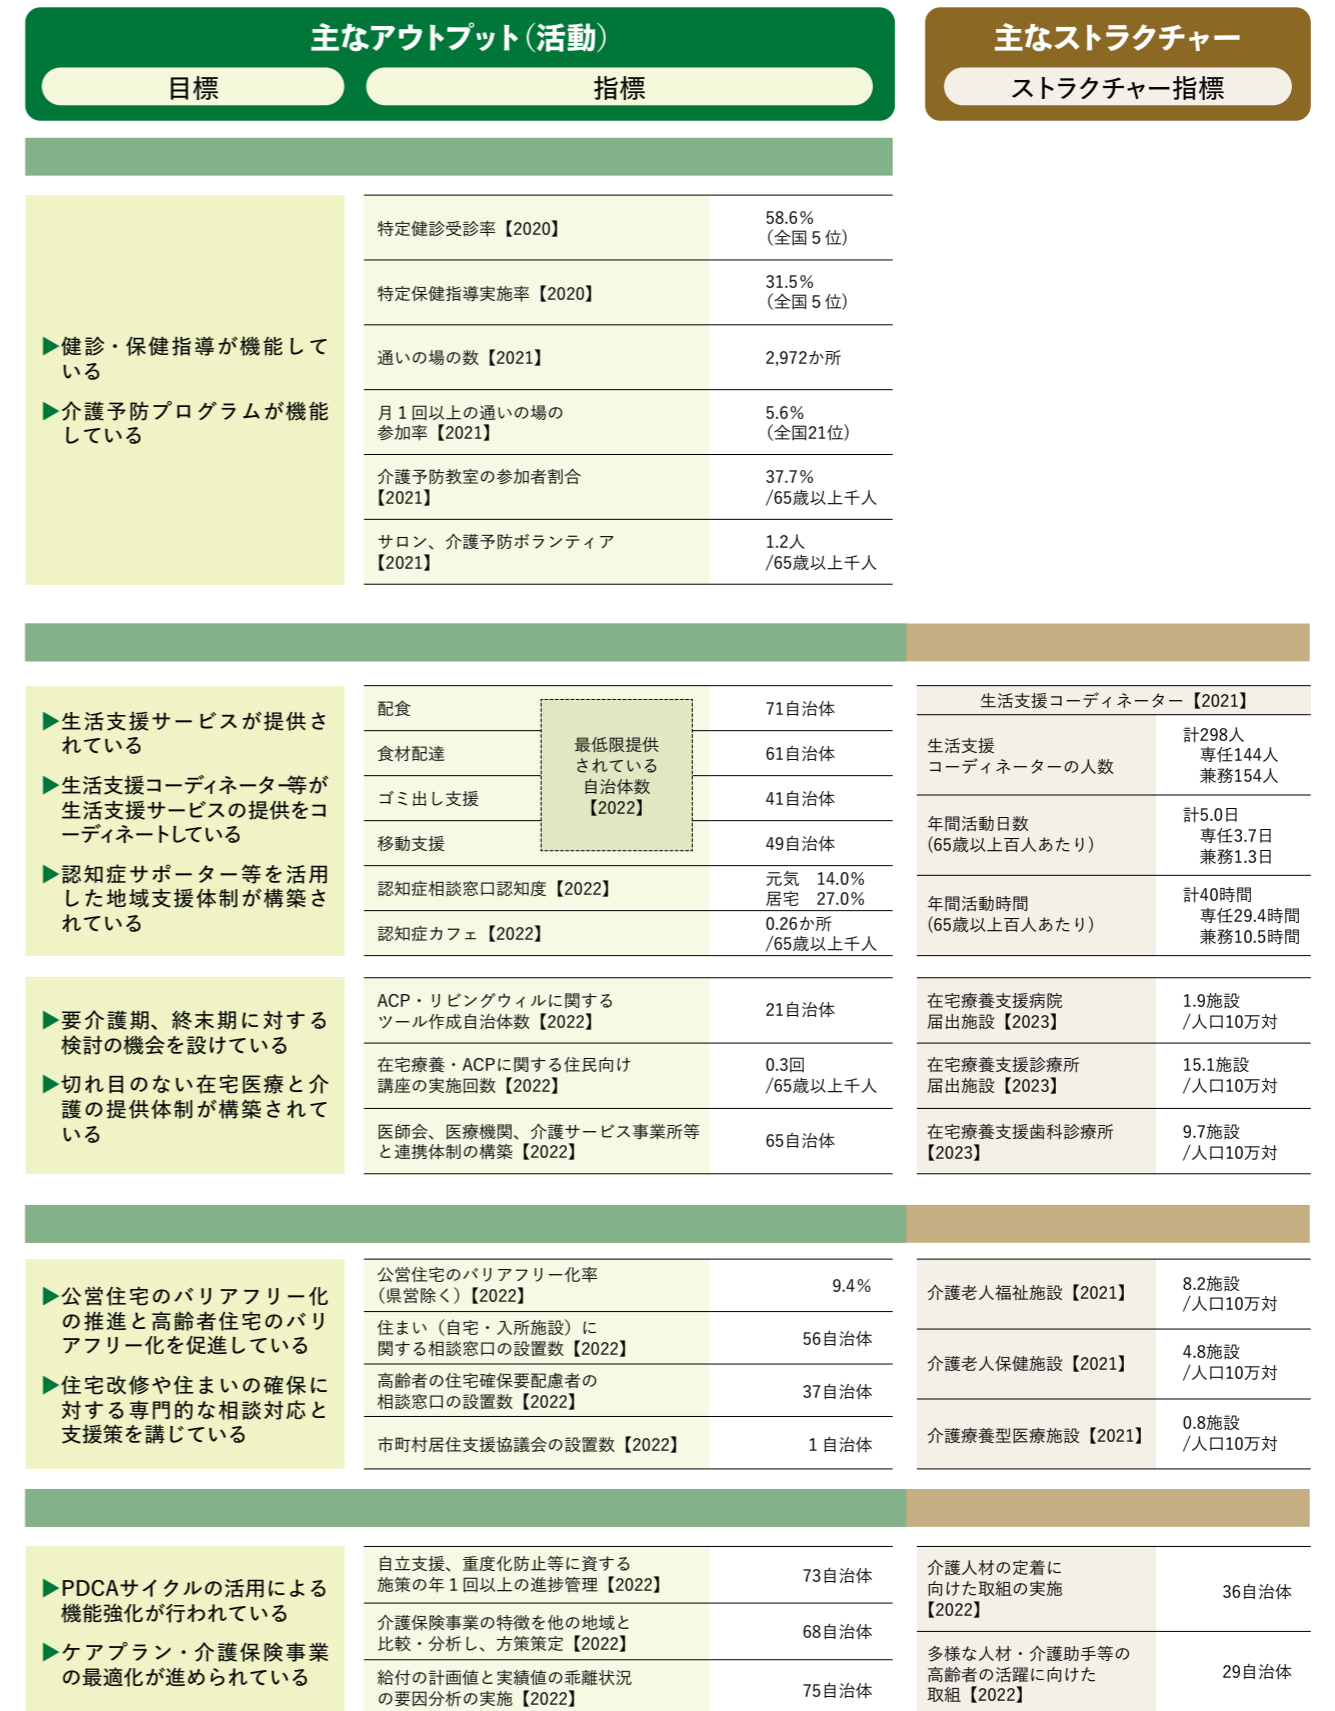 主なアウトプット（活動）
目標
指標
主なストラクチャー
ストラクチャー指標
▶健診・保健指導が機能して
いる
▶介護予防プログラムが機能
している
特定健診受診率【2020】
58.6%
（全国５位）
特定保健指導実施率【2020】
31.5%
（全国５位）
通いの場の数【2021】
2,972か所
月１回以上の通いの場の
参加率【2021】
5.6%
（全国21位）
介護予防教室の参加者割合
【2021】
37.7%
/65歳以上千人
サロン、介護予防ボランティア
【2021】
1.2人
/65歳以上千人
▶生活支援サービスが提供さ
れている
▶生活支援コーディネーター等が
生活支援サービスの提供をコ
ーディネートしている
▶認知症サポーター等を活用
した地域支援体制が構築さ
れている
配食
71自治体
食材配達
61自治体
ゴミ出し支援
41自治体
移動支援
49自治体
最低限提供
されている
自治体数
【2022】
認知症相談窓口認知度【2022】
元気　14.0%
居宅　27.0%
認知症カフェ【2022】
0.26か所
/65歳以上千人
生活支援コーディネーター【2021】
生活支援
コーディネーターの人数
計298人
専任144人
兼務154人
年間活動日数
(65歳以上百人あたり)
計5.0日
専任3.7日
兼務1.3日
年間活動時間
(65歳以上百人あたり)
計40時間
専任29.4時間
兼務10.5時間
▶要介護期、終末期に対する
検討の機会を設けている
▶切れ目のない在宅医療と介
護の提供体制が構築されて
いる
ACP・リビングウィルに関する
ツール作成自治体数【2022】
21自治体
在宅療養・ACPに関する住民向け
講座の実施回数【2022】
0.3回
/65歳以上千人
医師会、医療機関、介護サービス事業所等
と連携体制の構築【2022】
65自治体
在宅療養支援病院
届出施設【2023】
1.9施設
/人口10万対
在宅療養支援診療所
届出施設【2023】
15.1施設
/人口10万対
在宅療養支援歯科診療所
【2023】
9.7施設
/人口10万対
▶公営住宅のバリアフリー化
の推進と高齢者住宅のバリ
アフリー化を促進している
▶住宅改修や住まいの確保に
対する専門的な相談対応と
支援策を講じている
公営住宅のバリアフリー化率
（県営除く）【2022】
9.4%
住まい（自宅・入所施設）に
関する相談窓口の設置数【2022】
56自治体
高齢者の住宅確保要配慮者の
相談窓口の設置数【2022】
37自治体
市町村居住支援協議会の設置数【2022】
１自治体
介護老人福祉施設【2021】
8.2施設
/人口10万対
介護老人保健施設【2021】
4.8施設
/人口10万対
介護療養型医療施設【2021】
0.8施設
/人口10万対
▶PDCAサイクルの活用による
機能強化が行われている
▶ケアプラン・介護保険事業
の最適化が進められている
自立支援、重度化防止等に資する
施策の年１回以上の進捗管理【2022】
73自治体
介護保険事業の特徴を他の地域と
比較・分析し、方策策定【2022】
68自治体
給付の計画値と実績値の乖離状況
の要因分析の実施【2022】
75自治体
介護人材の定着に
向けた取組の実施
【2022】
36自治体
多様な人材・介護助手等の
高齢者の活躍に向けた
取組【2022】
29自治体